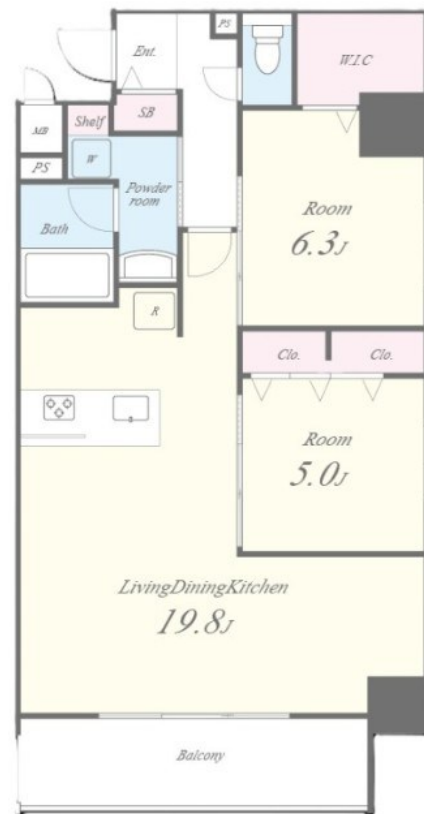 PS
Ent.
W.I.C
MB
Shelf
SB
PS
W
Powder
room
Bath
Room
6.3J
R
Clo.
Clo.
Room
5.0J
LivingDiningKitchen
19.8J
Balcony